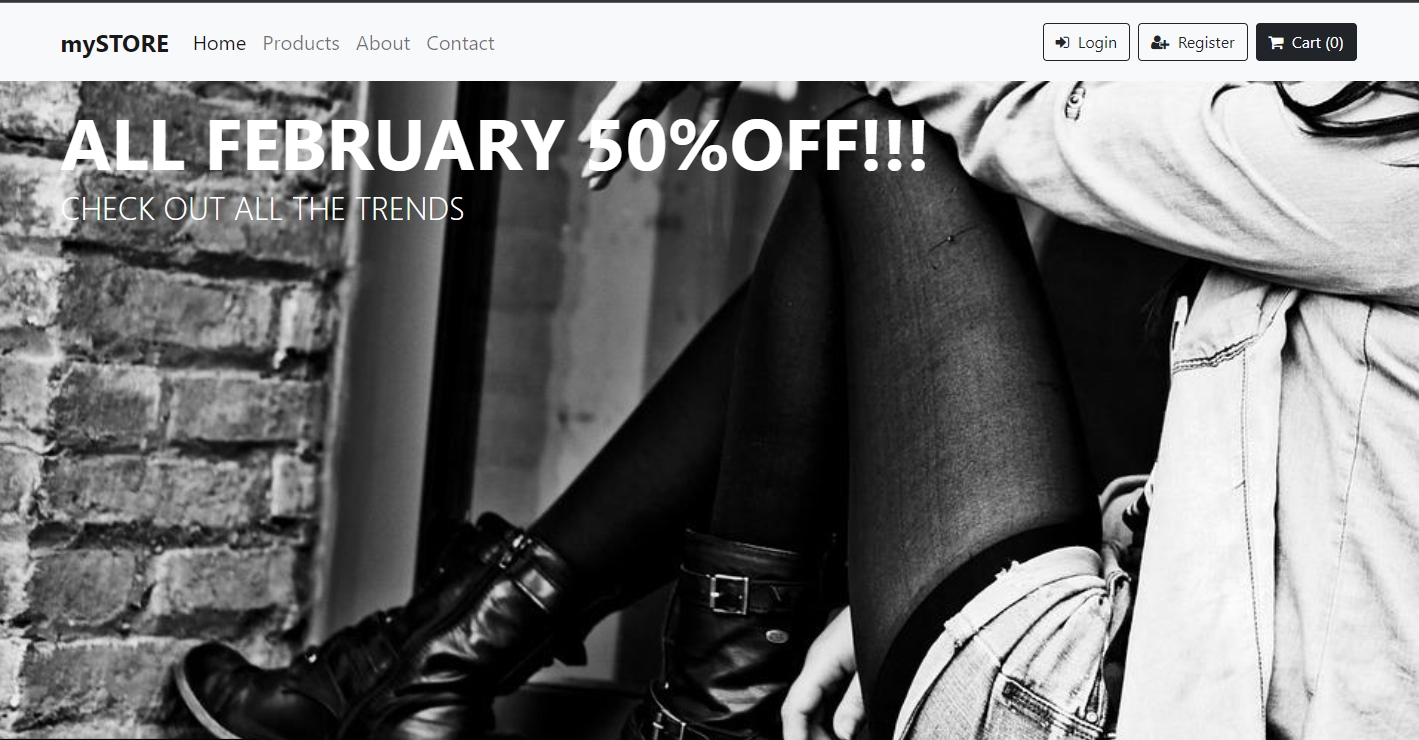 mySTORE Home Products About Contact Login Register Cart (0)
ALL FEBRUARY 50%OFF!!!
CHECK OUT ALL THE TRENDS